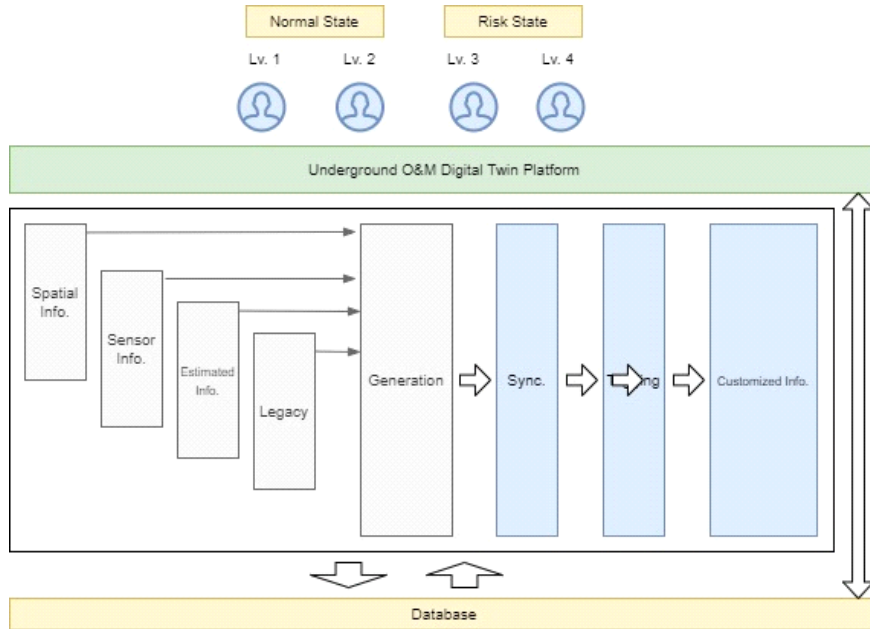 Normal State
Risk State
Lv. 1
Lv. 2
Lv. 3
Lv. 4
Underground O&M Digital Twin Platform
Spatial
Info.
Sensor
Info.
Estimated
Info.
Legacy
Generation
Sync.
Customized Info.
Database